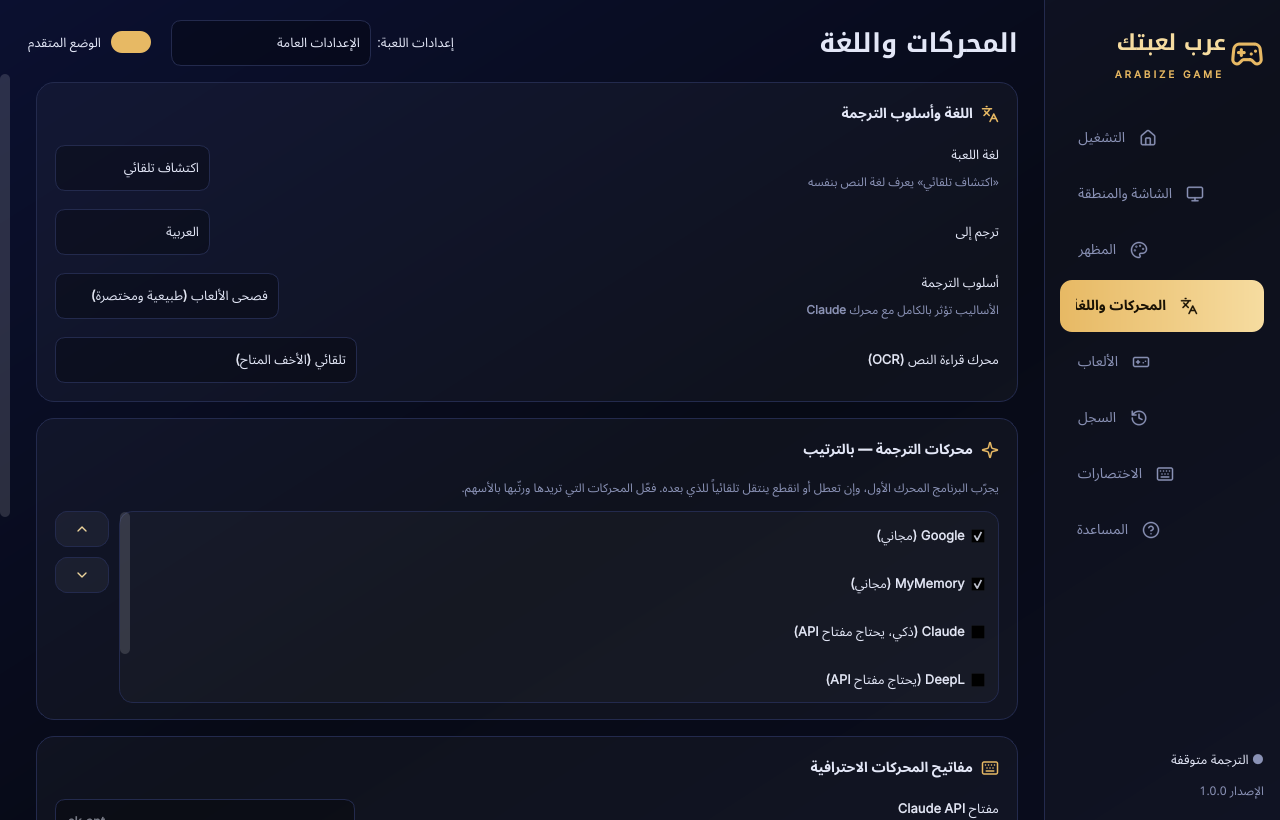 عرب لعبتك
ARABIZE GAME
التشغيل
الشاشة والمنطقة
المظهر
المحركات واللغة
الألعاب
السجل
الاختصارات
المساعدة
الترجمة متوقفة
الإصدار 1.0.0
المحركات واللغة
إعدادات اللعبة:
الإعدادات العامة
الوضع المتقدم
اللغة وأسلوب الترجمة
لغة اللعبة
اكتشاف تلقائي
«اكتشاف تلقائي» يعرف لغة النص بنفسه
ترجم إلى
العربية
أسلوب الترجمة
فصحى الألعاب (طبيعية ومختصرة)
الأساليب تؤثر بالكامل مع محرك Claude
محرك قراءة النص (OCR)
تلقائي (الأخف المتاح)
محركات الترجمة — بالترتيب
يجرّب البرنامج المحرك الأول، وإن تعطل أو انقطع ينتقل تلقائياً للذي بعده. فعّل المحركات التي تريدها ورتّبها بالأسهم.
Google (مجاني)
MyMemory (مجاني)
Claude (ذكي، يحتاج مفتاح API)
DeepL (يحتاج مفتاح API)
مفاتيح المحركات الاحترافية
مفتاح Claude API